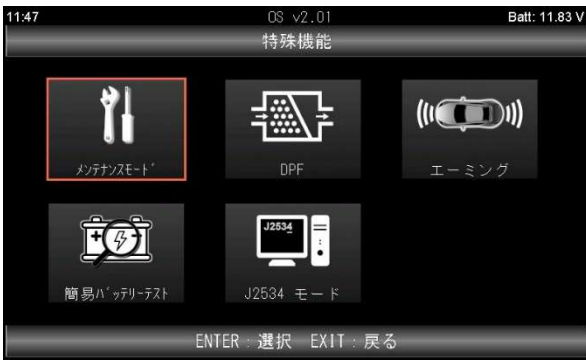 11:47 OS v2.01 Batt: 11.83 V
特殊機能
メンテナンスモード DPF エーミング
J2534
簡易バッテリーテスト J2534 モード
ENTER : 選択 EXIT : 戻る